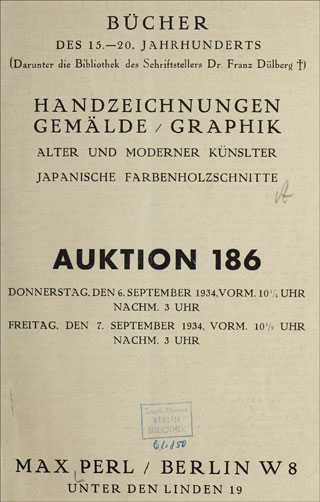 BÜCHER
DES 15.—20. JAHRHUNDERTS
(Darunter die Bibliothek des Schriftstellers Dr. Franz Dülberg †)
HANDZEICHNUNGEN
GEMÄLDE / GRAPHIK
ALTER UND MODERNER KÜNSLTER
JAPANISCHE FARBENHOLZSCHNITTE
AUKTION 186
DONNERSTAG, DEN 6. SEPTEMBER 1934, VORM. 10½ UHR
NACHM. 3 UHR
FREITAG, DEN 7. SEPTEMBER 1934, VORM. 10½ UHR
NACHM. 3 UHR
Staatl. Museen
BERLIN
BIBLIOTHEK
MAX PERL / BERLIN W 8
UNTER DEN LINDEN 19